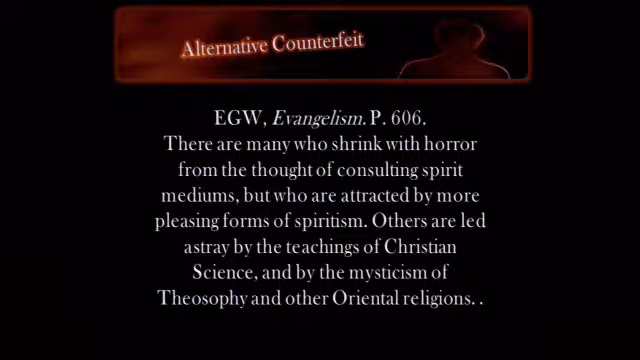 Alternative Counterfeit
EGW, Evangelism. P. 606.
There are many who shrink with horror
from the thought of consulting spirit
mediums, but who are attracted by more
pleasing forms of spiritism. Others are led
astray by the teachings of Christian
Science, and by the mysticism of
Theosophy and other Oriental religions. .